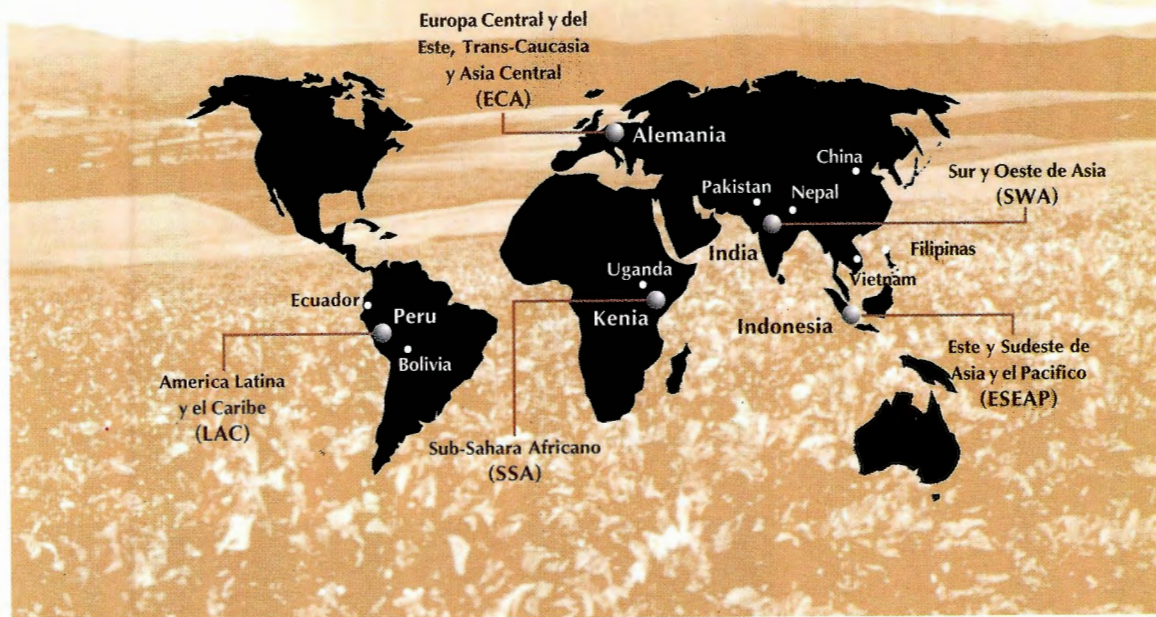 Europa Central y del
Este, Trans-Caucasia
y Asia Central
(ECA)
Alemania
China
Pakistan
Nepal
Sur y Oeste de Asia
(SWA)
India
Filipinas
Vietnam
Uganda
Kenia
Indonesia
Ecuador
Peru
Bolivia
Este y Sudeste de
Asia y el Pacifico
(ESEAP)
America Latina
y el Caribe
(LAC)
Sub-Sahara Africano
(SSA)